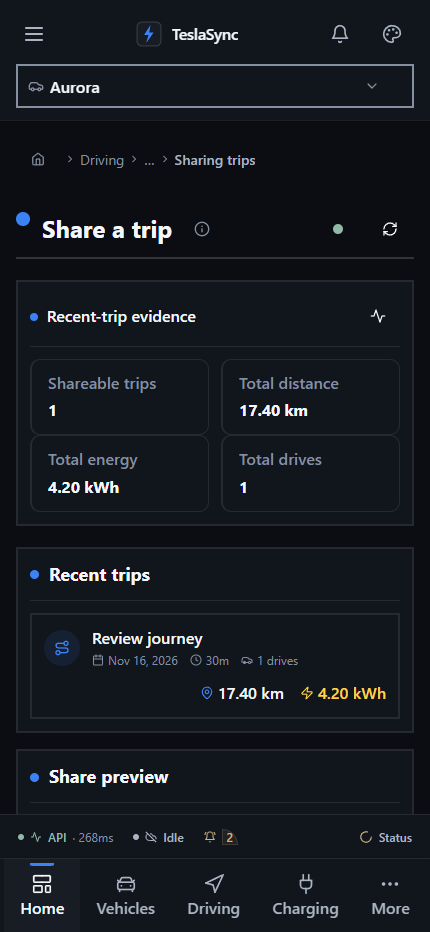 TeslaSync
Aurora
Driving ... Sharing trips
Share a trip
Recent-trip evidence
Shareable trips
1
Total distance
17.40 km
Total energy
4.20 kWh
Total drives
1
Recent trips
Review journey
Nov 16, 2026 30m 1 drives
17.40 km 4.20 kWh
Share preview
API · 268ms Idle 2 Status
Home Vehicles Driving Charging More